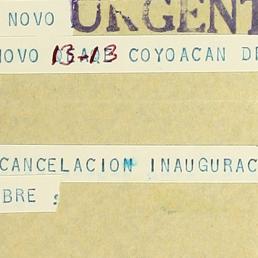 NOVO URGENT
NOVO 13-13 COYOACAN D
CANCELACION INAUGURAC
BRE :